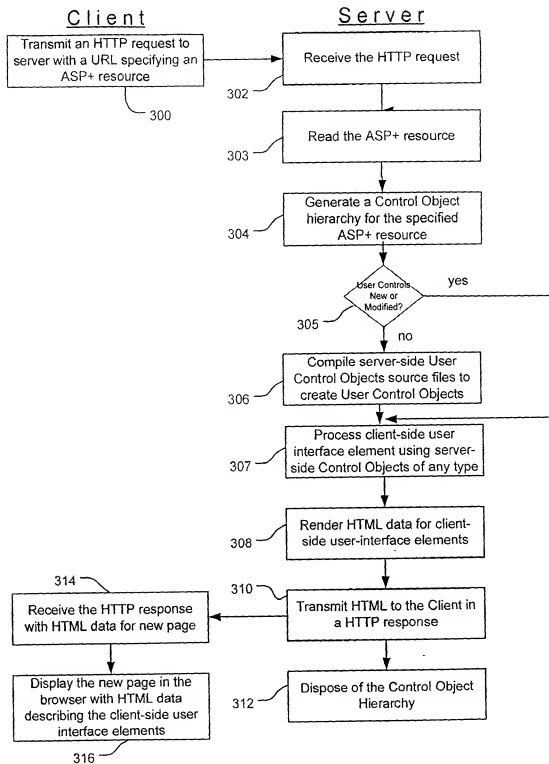 Client
Server
Transmit an HTTP request to
server with a URL specifying an
ASP+ resource
300
Receive the HTTP request
302
Read the ASP+ resource
303
Generate a Control Object
hierarchy for the specified
ASP+ resource
304
User Controls
New or
Modified?
305
yes
no
Compile server-side User
Control Objects source files to
create User Control Objects
306
Process client-side user
interface element using server-
side Control Objects of any type
307
Render HTML data for client-
side user-interface elements
308
310
Transmit HTML to the Client in
a HTTP response
314
Receive the HTTP response
with HTML data for new page
Dispose of the Control Object
Hierarchy
312
Display the new page in the
browser with HTML data
describing the client-side user
interface elements
316